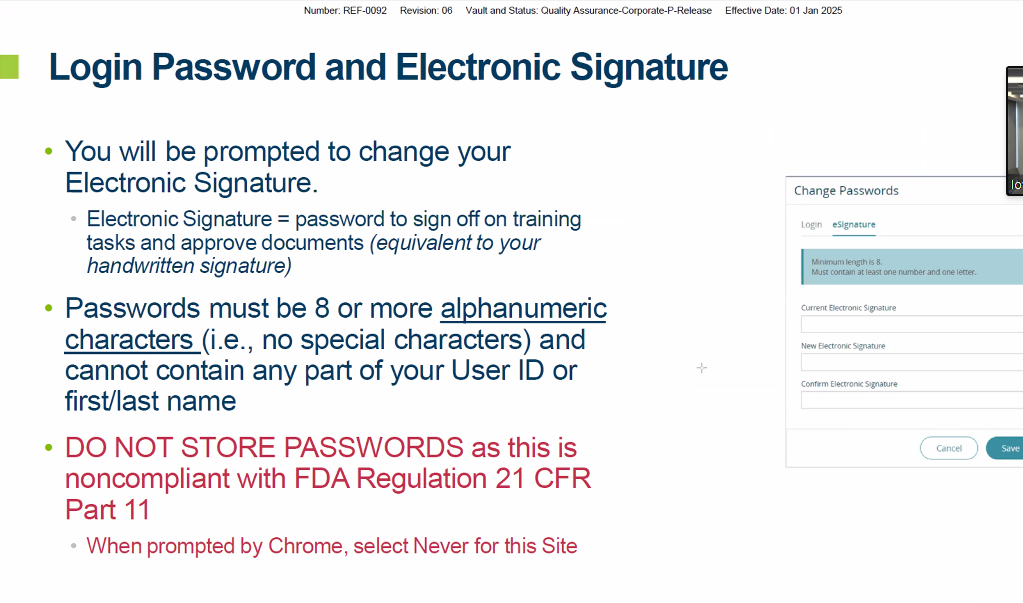 Number: REF-0092 Revision: 06 Vault and Status: Quality Assurance-Corporate-P-Release Effective Date: 01 Jan 2025
Login Password and Electronic Signature
• You will be prompted to change your
Electronic Signature.
• Electronic Signature = password to sign off on training
tasks and approve documents (equivalent to your
handwritten signature)
• Passwords must be 8 or more alphanumeric
characters (i.e., no special characters) and
cannot contain any part of your User ID or
first/last name
• DO NOT STORE PASSWORDS as this is
noncompliant with FDA Regulation 21 CFR
Part 11
• When prompted by Chrome, select Never for this Site
Change Passwords
Login eSignature
Minimum length is 8.
Must contain at least one number and one letter.
Current Electronic Signature
New Electronic Signature
Confirm Electronic Signature
Cancel Save